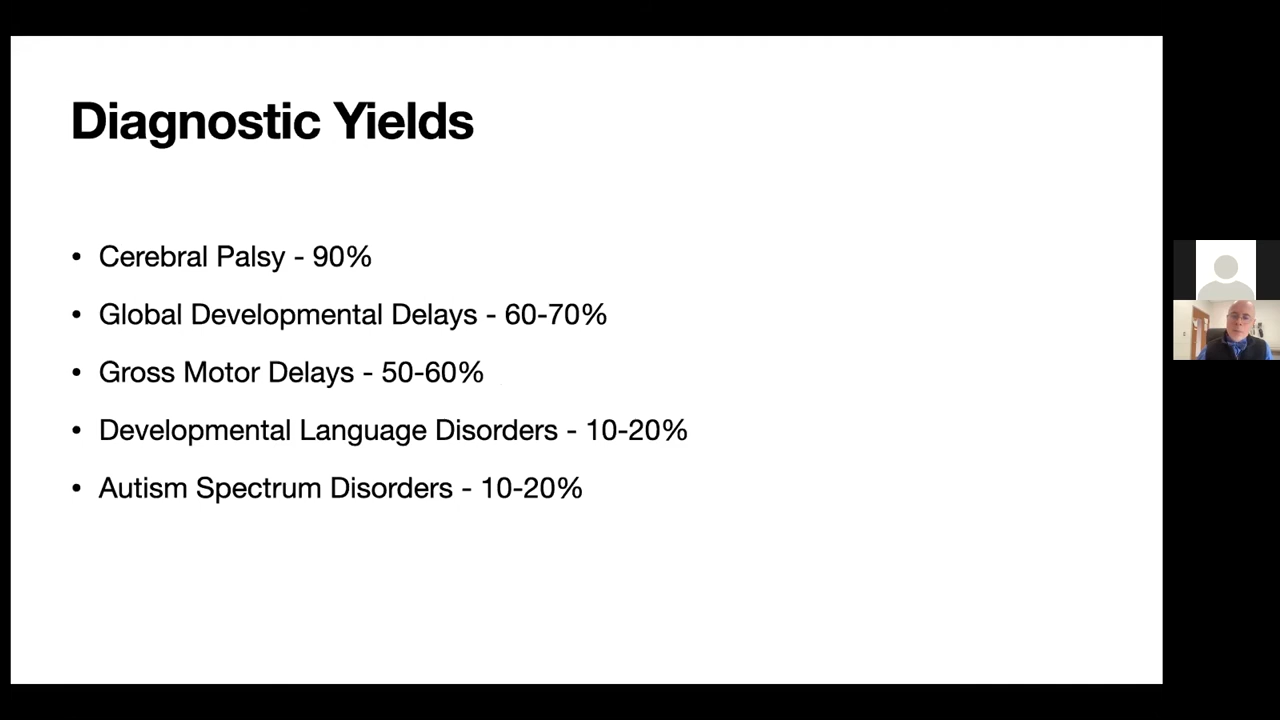 Diagnostic Yields
• Cerebral Palsy - 90%
• Global Developmental Delays - 60-70%
• Gross Motor Delays - 50-60%
• Developmental Language Disorders - 10-20%
• Autism Spectrum Disorders - 10-20%